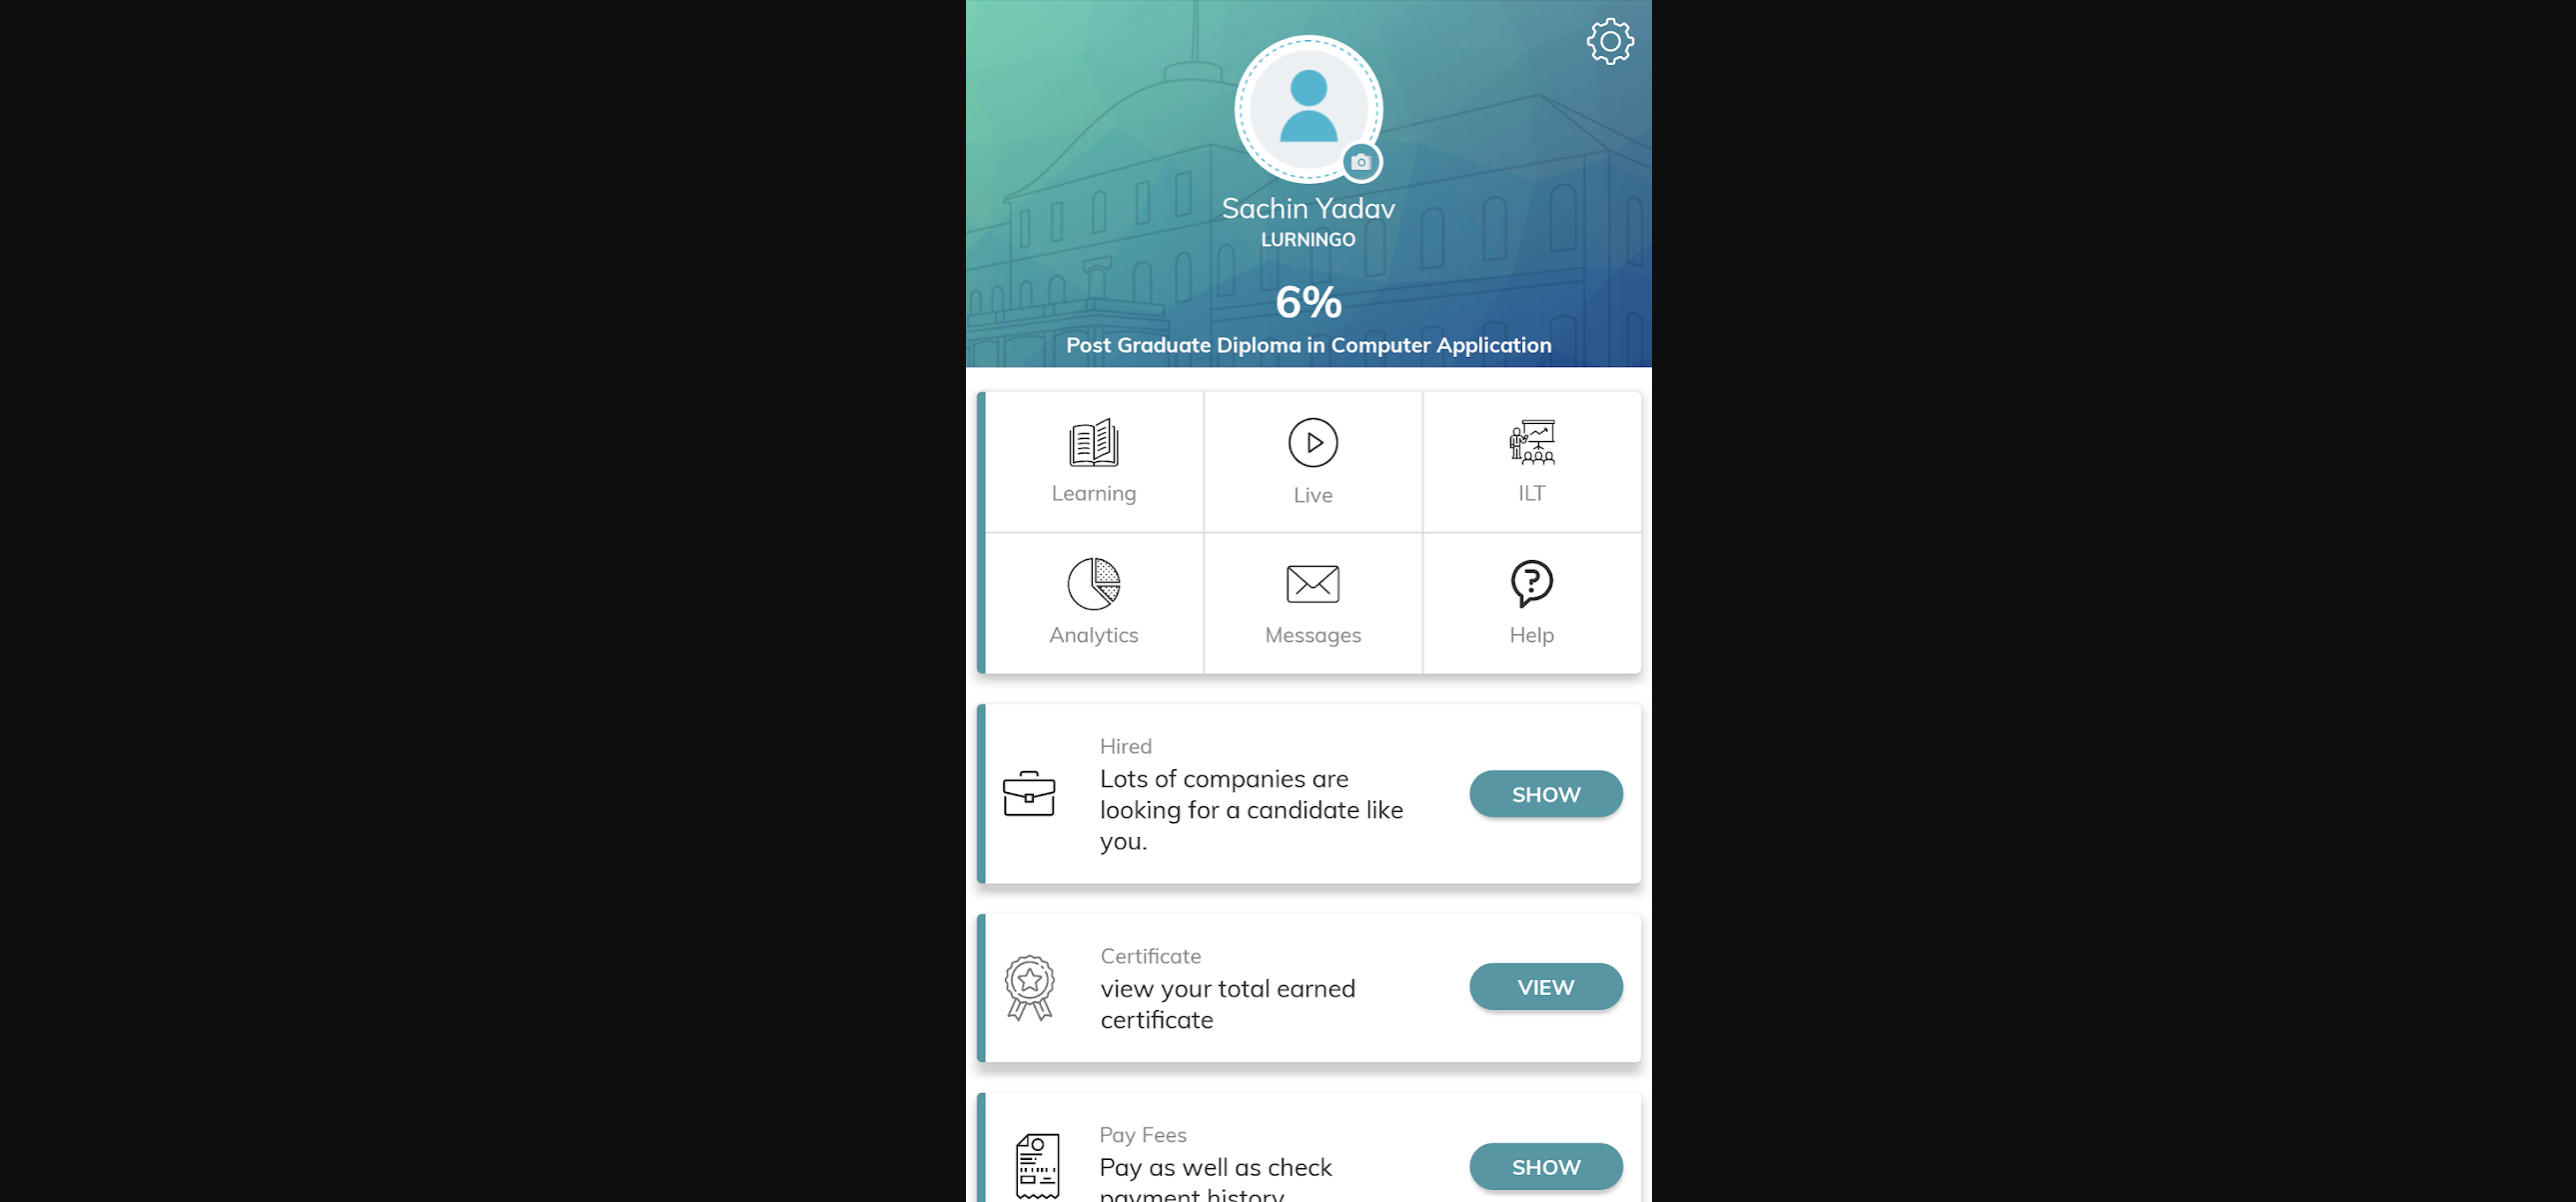 Sachin Yadav
LURNINGO
6%
Post Graduate Diploma in Computer Application
Learning
Live
ILT
Analytics
Messages
Help
Hired
Lots of companies are
looking for a candidate like
you.
SHOW
Certificate
view your total earned
certificate
VIEW
Pay Fees
Pay as well as check
payment history
SHOW